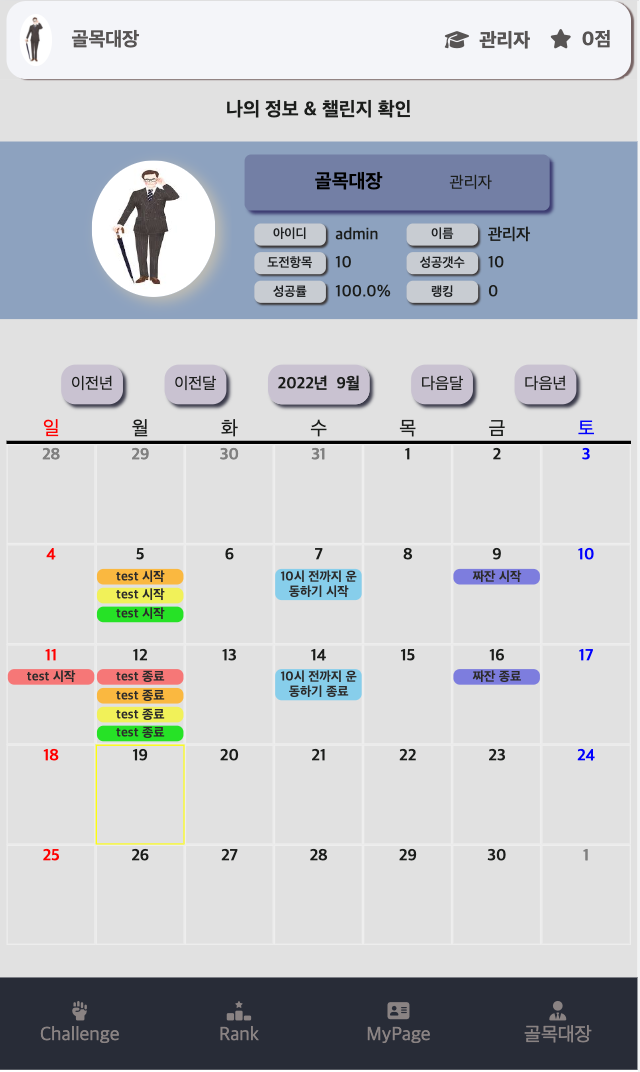 골목대장 관리자 0점
나의 정보 & 챌린지 확인
골목대장 관리자
아이디 admin 이름 관리자
도전항목 10 성공갯수 10
성공률 100.0% 랭킹 0
이전년 이전달 2022년 9월 다음달 다음년
일 월 화 수 목 금 토
28 29 30 31 1 2 3
4 5 6 7 8 9 10
test 시작 10시 전까지 운 짜잔 시작
test 시작 동하기 시작
test 시작
11 12 13 14 15 16 17
test 시작 test 종료 10시 전까지 운 짜잔 종료
test 종료 동하기 종료
test 종료
test 종료
18 19 20 21 22 23 24
25 26 27 28 29 30 1
Challenge Rank MyPage 골목대장